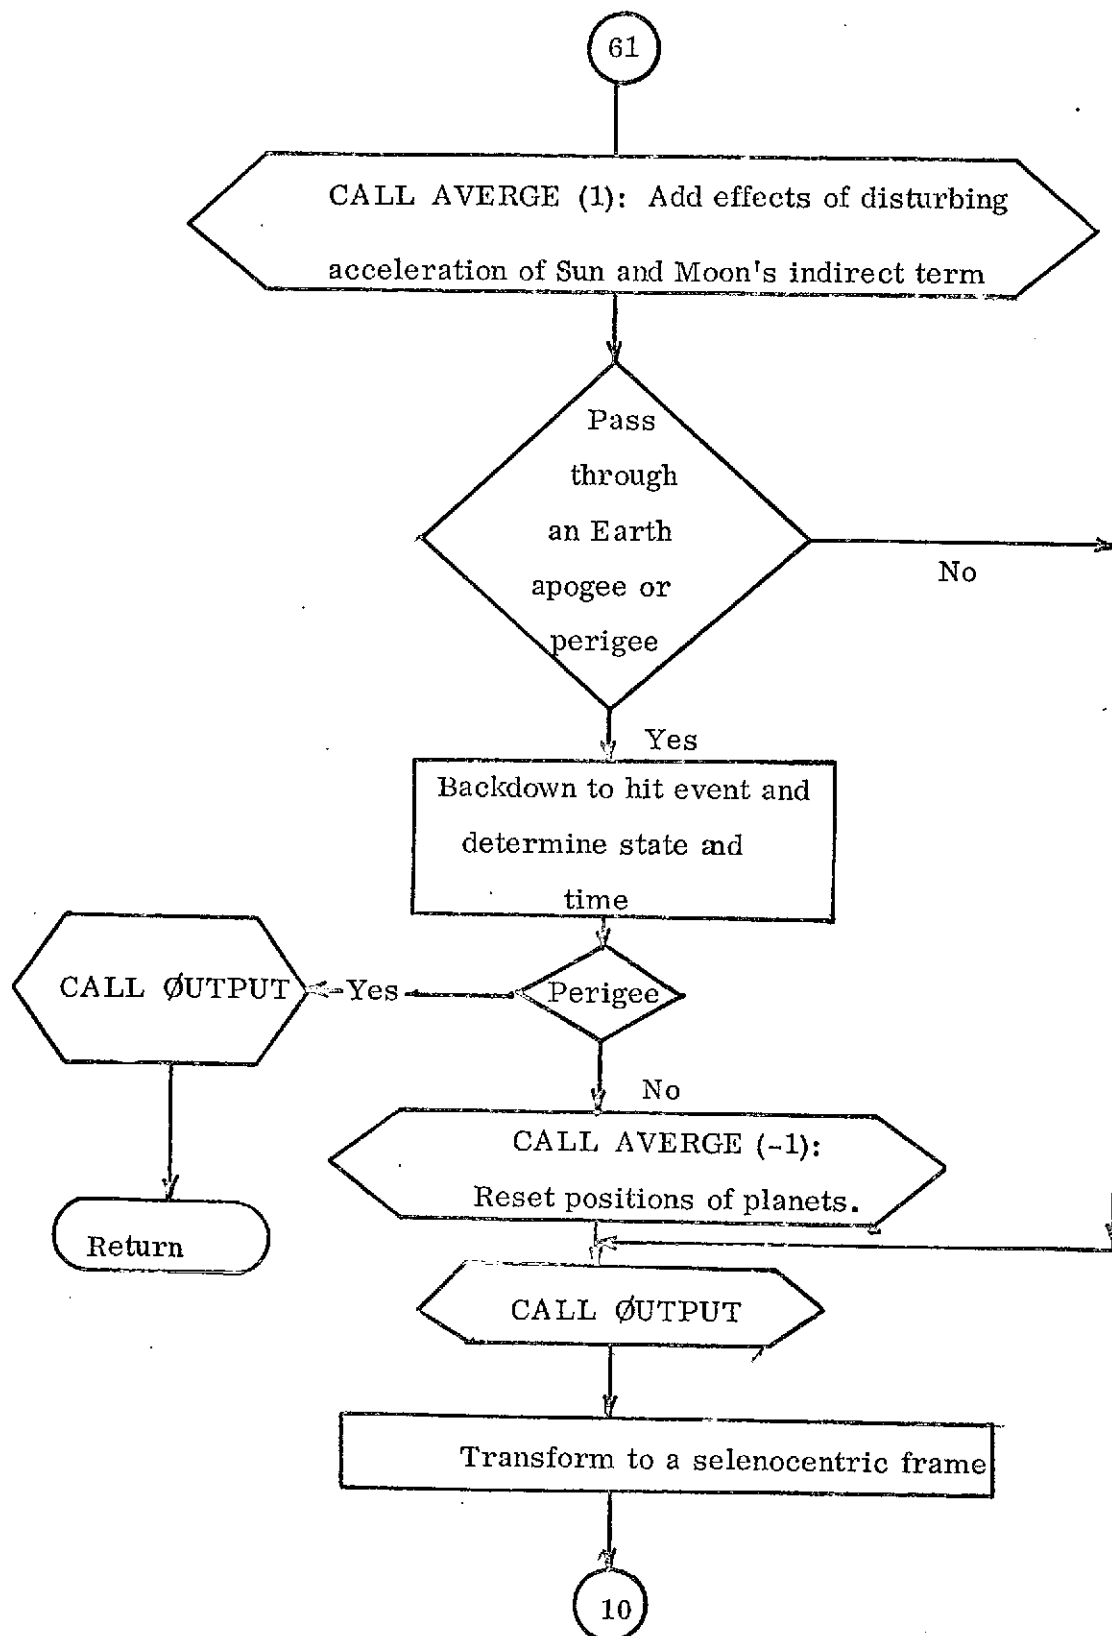 61
CALL AVERGE (1): Add effects of disturbing
acceleration of Sun and Moon's indirect term
Pass
through
an Earth
apogee or
perigee
No
Yes
Backdown to hit event and
determine state and
time
CALL ØUTPUT
Yes
Perigee
No
CALL AVERGE (-1):
Reset positions of planets.
Return
CALL ØUTPUT
Transform to a selenocentric frame
10